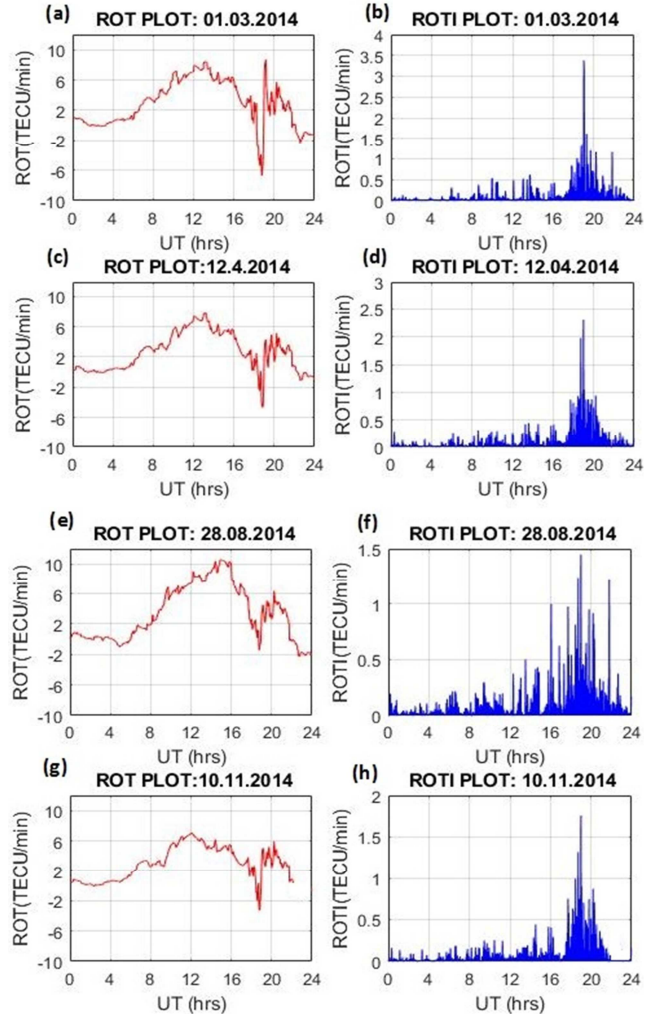 (a) ROT PLOT: 01.03.2014
ROT(TECU/min)
10
6
2
-2
-6
-10
0 4 8 12 16 20 24
UT (hrs)
(b) ROTI PLOT: 01.03.2014
ROTI(TECU/min)
4
3.5
3
2.5
2
1.5
1
0.5
0
0 4 8 12 16 20 24
UT (hrs)
(c) ROT PLOT:12.4.2014
ROT(TECU/min)
10
6
2
-2
-6
-10
0 4 8 12 16 20 24
UT (hrs)
(d) ROTI PLOT: 12.04.2014
ROTI(TECU/min)
3
2.5
2
1.5
1
0.5
0
0 4 8 12 16 20 24
UT (hrs)
(e) ROT PLOT: 28.08.2014
ROT(TECU/min)
10
6
2
-2
-6
-10
0 4 8 12 16 20 24
UT (hrs)
(f) ROTI PLOT: 28.08.2014
ROTI(TECU/min)
1.5
1
0.5
0
0 4 8 12 16 20 24
UT (hrs)
(g) ROT PLOT:10.11.2014
ROT(TECU/min)
10
6
2
-2
-6
-10
0 4 8 12 16 20 24
UT (hrs)
(h) ROTI PLOT: 10.11.2014
ROTI(TECU/min)
2
1.5
1
0.5
0
0 4 8 12 16 20 24
UT (hrs)